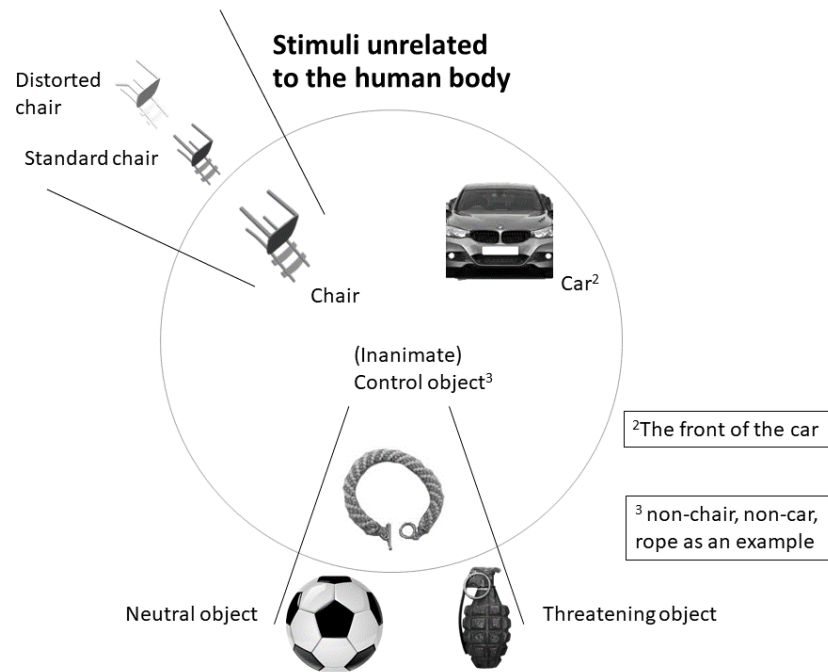 Stimuli unrelated
to the human body
Distorted
chair
Standard chair
Chair
Car²
(Inanimate)
Control object³
²The front of the car
³ non-chair, non-car,
rope as an example
Neutral object
Threatening object